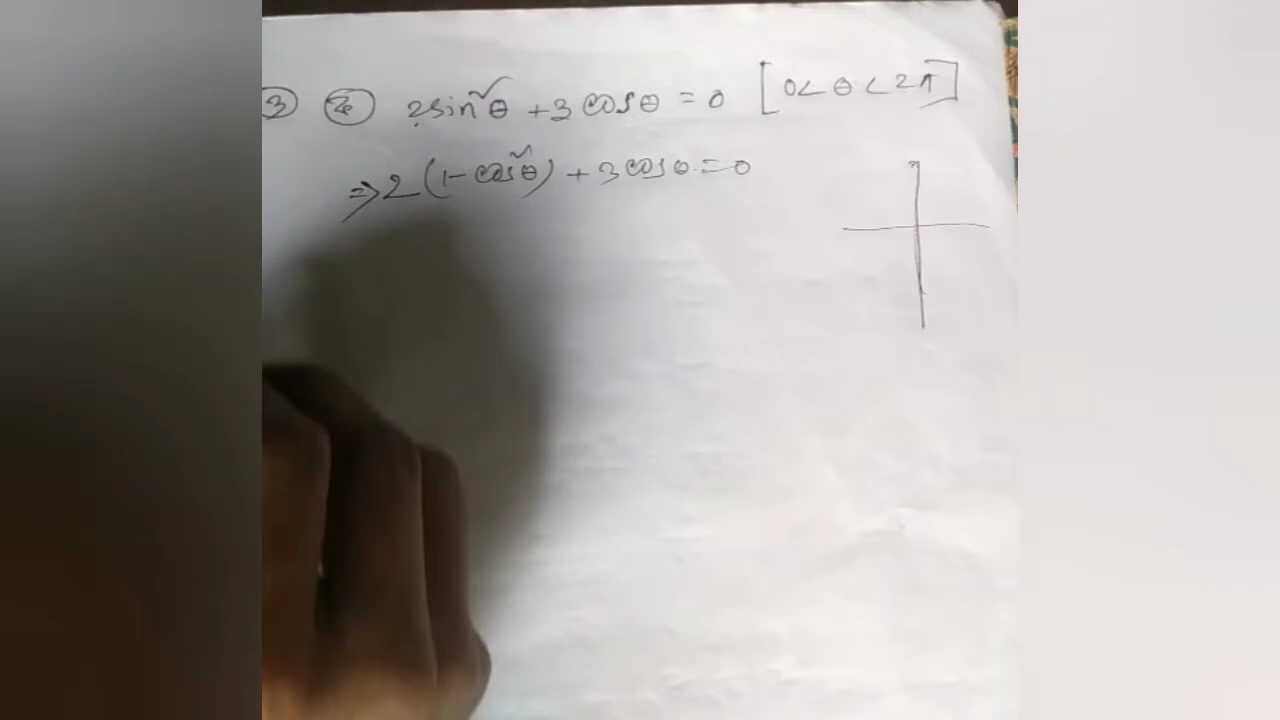 ③ 2sin²θ + 3cosθ = 0 [0 < θ < 2π]
⇒ 2(1 - cos²θ) + 3cosθ = 0